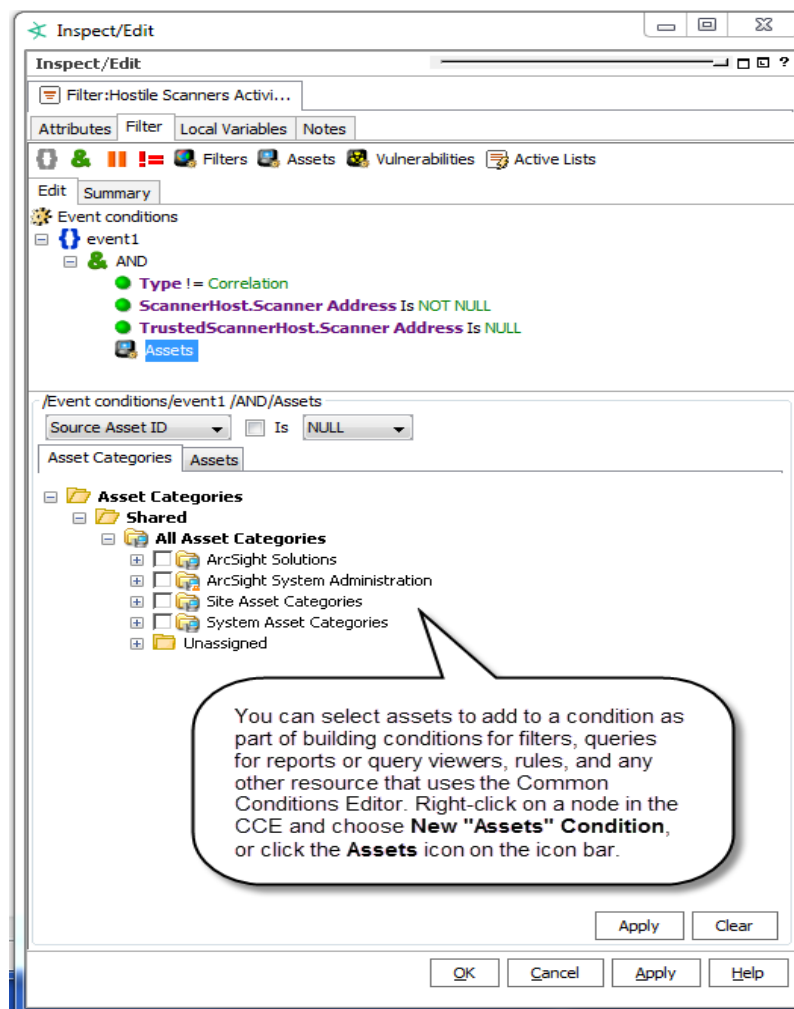 Inspect/Edit
Inspect/Edit ?
Filter:Hostile Scanners Activi...
Attributes Filter Local Variables Notes
{} & != Filters Assets Vulnerabilities Active Lists
Edit Summary
Event conditions
{} event1
& AND
Type != Correlation
ScannerHost.Scanner Address Is NOT NULL
TrustedScannerHost.Scanner Address Is NULL
Assets
/Event conditions/event1 /AND/Assets
Source Asset ID Is NULL
Asset Categories Assets
Asset Categories
Shared
All Asset Categories
ArcSight Solutions
ArcSight System Administration
Site Asset Categories
System Asset Categories
Unassigned
You can select assets to add to a condition as
part of building conditions for filters, queries
for reports or query viewers, rules, and any
other resource that uses the Common
Conditions Editor. Right-click on a node in the
CCE and choose New "Assets" Condition,
or click the Assets icon on the icon bar.
Apply Clear
OK Cancel Apply Help